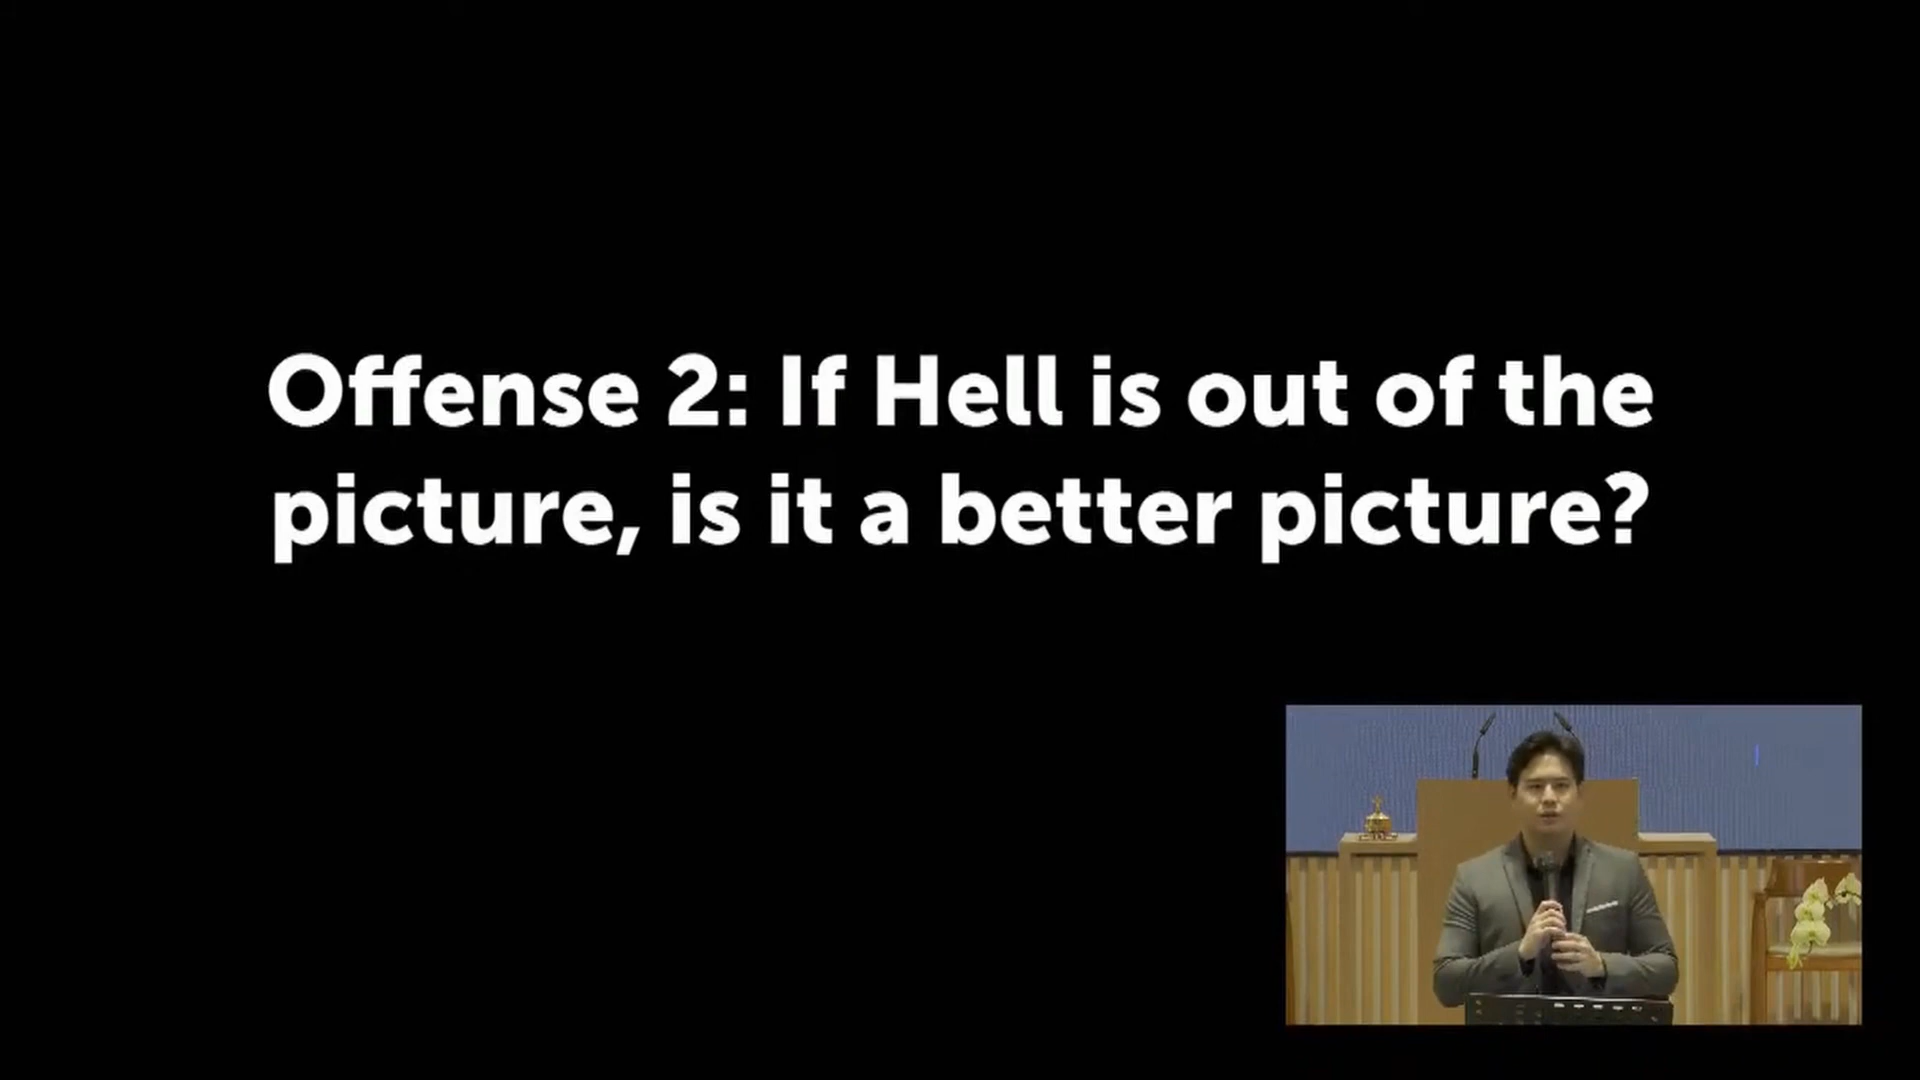 Offense 2: If Hell is out of the
picture, is it a better picture?